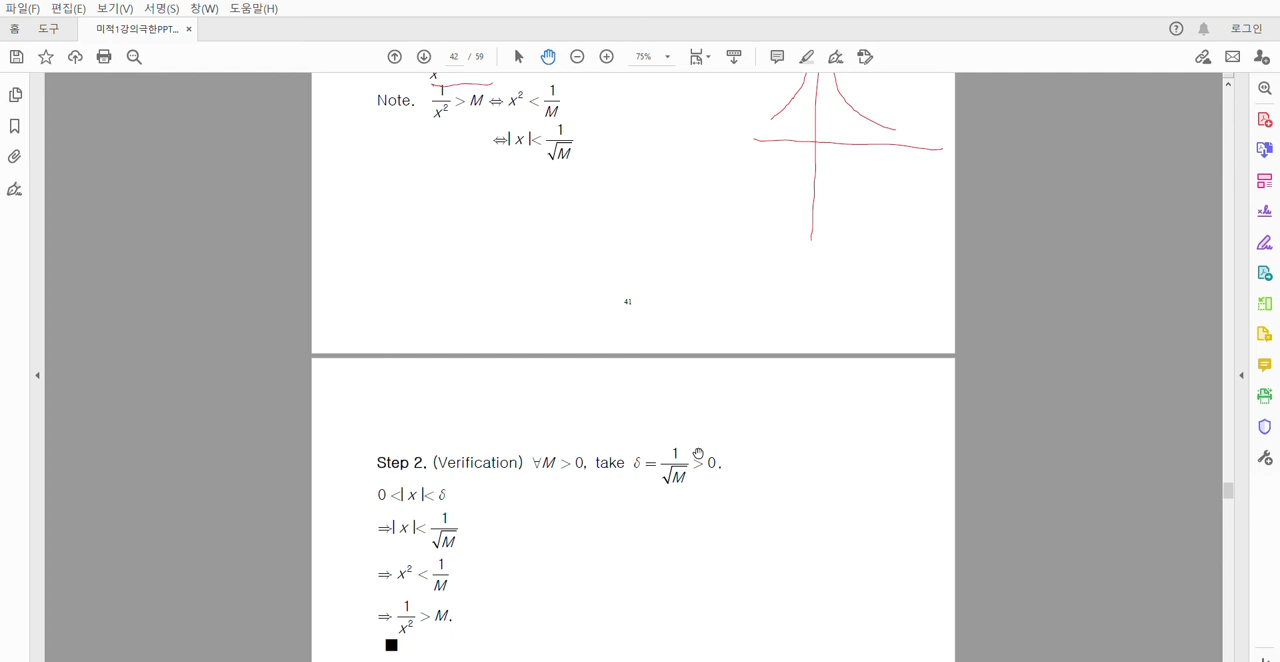 파일(F) 편집(E) 보기(V) 서명(S) 창(W) 도움말(H)
홈 도구 미적1강의극한PPT... × 로그인
42 / 59 75%
x
Note. 1/x² > M ⇔ x² < 1/M
⇔| x |< 1/√M
41
Step 2. (Verification) ∀M > 0, take δ = 1/√M > 0.
0 <| x |< δ
⇒| x |< 1/√M
⇒ x² < 1/M
⇒ 1/x² > M.
■